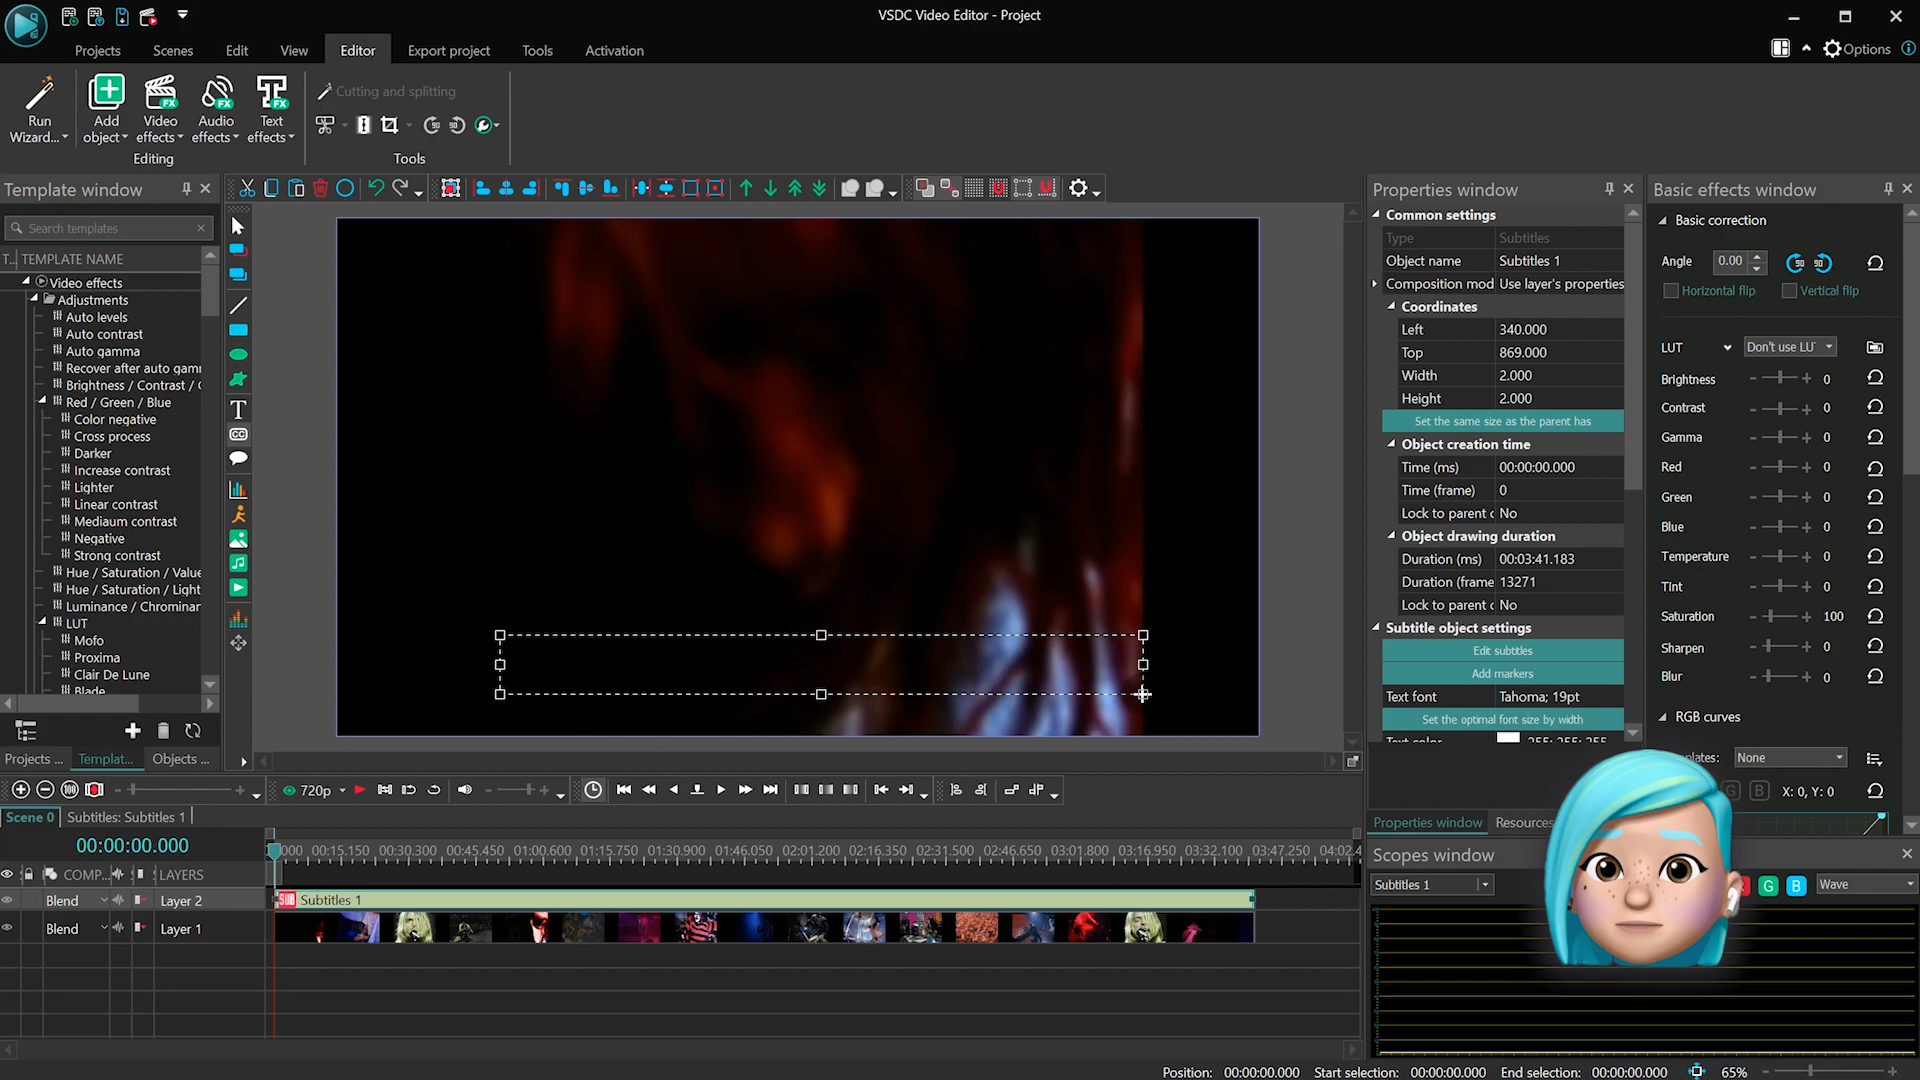 VSDC Video Editor - Project
Projects Scenes Edit View Editor Export project Tools Activation
Options
Run Wizard...
Add object
Video effects
Audio effects
Text effects
Editing
Cutting and splitting
Tools
Template window
Search templates
T... TEMPLATE NAME
Video effects
Adjustments
Auto levels
Auto contrast
Auto gamma
Recover after auto gam
Brightness / Contrast / 
Red / Green / Blue
Color negative
Cross process
Darker
Increase contrast
Lighter
Linear contrast
Mediaum contrast
Negative
Strong contrast
Hue / Saturation / Value
Hue / Saturation / Light
Luminance / Chrominar
LUT
Mofo
Proxima
Clair De Lune
Blade
Projects ... Templat... Objects ...
Properties window
Common settings
Type Subtitles
Object name Subtitles 1
Composition mod Use layer's properties
Coordinates
Left 340.000
Top 869.000
Width 2.000
Height 2.000
Set the same size as the parent has
Object creation time
Time (ms) 00:00:00.000
Time (frame) 0
Lock to parent c No
Object drawing duration
Duration (ms) 00:03:41.183
Duration (frame 13271
Lock to parent c No
Subtitle object settings
Edit subtitles
Add markers
Text font Tahoma; 19pt
Set the optimal font size by width
Text color 255; 255; 255
Properties window Resources
Basic effects window
Basic correction
Angle 0.00 90 90
Horizontal flip Vertical flip
LUT Don't use LU
Brightness 0
Contrast 0
Gamma 0
Red 0
Green 0
Blue 0
Temperature 0
Tint 0
Saturation 100
Sharpen 0
Blur 0
RGB curves
plates: None
G B X: 0, Y: 0
720p
Scene 0 Subtitles: Subtitles 1
00:00:00.000
000 00:15.150 00:30.300 00:45.450 01:00.600 01:15.750 01:30.900 01:46.050 02:01.200 02:16.350 02:31.500 02:46.650 03:01.800 03:16.950 03:32.100 03:47.250 04:02.4
COMP... LAYERS
Blend Layer 2
SUB Subtitles 1
Blend Layer 1
Scopes window
Subtitles 1 G B Wave
Position: 00:00:00.000 Start selection: 00:00:00.000 End selection: 00:00:00.000 65%